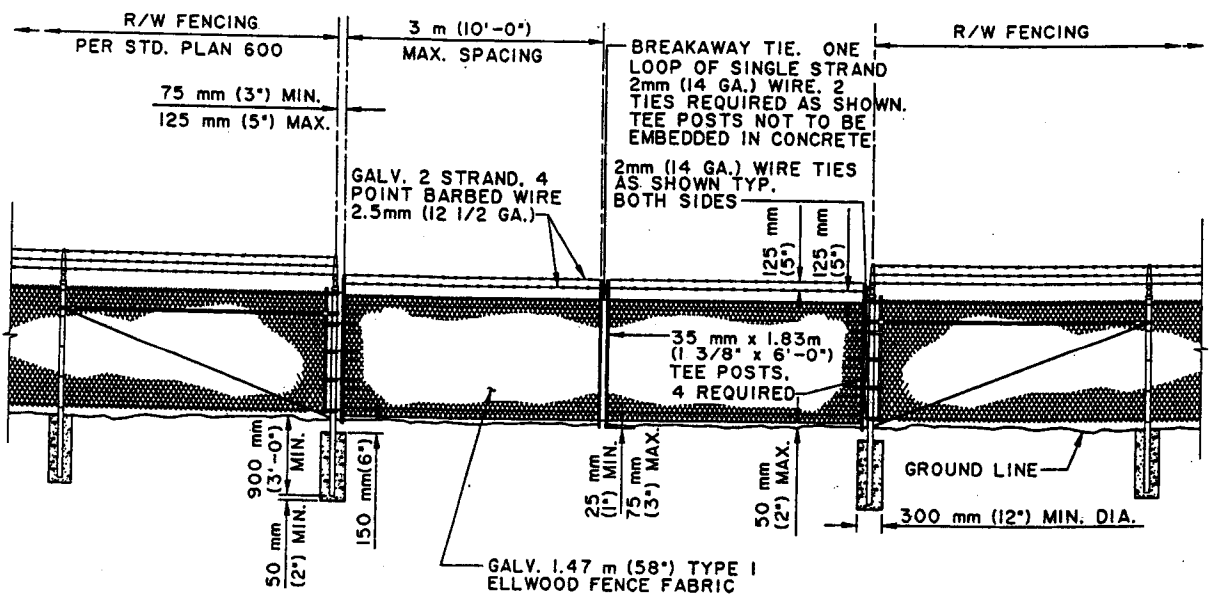 R/W FENCING
PER STD. PLAN 600
3 m (10'-0")
MAX. SPACING
R/W FENCING
75 mm (3") MIN.
125 mm (5") MAX.
BREAKAWAY TIE. ONE
LOOP OF SINGLE STRAND
2mm (14 GA.) WIRE. 2
TIES REQUIRED AS SHOWN.
TEE POSTS NOT TO BE
EMBEDDED IN CONCRETE
2mm (14 GA.) WIRE TIES
AS SHOWN TYP.
BOTH SIDES
GALV. 2 STRAND, 4
POINT BARBED WIRE
2.5mm (12 1/2 GA.)
125 mm
(5")
125 mm
(5")
35 mm x 1.83m
(1 3/8" x 6'-0")
TEE POSTS,
4 REQUIRED
900 mm
(3'-0")
MIN.
50 mm
(2") MIN.
150 mm(6")
25 mm
(1") MIN.
75 mm
(3") MAX.
50 mm
(2") MAX.
GROUND LINE
300 mm (12") MIN. DIA.
GALV. 1.47 m (58") TYPE I
ELLWOOD FENCE FABRIC